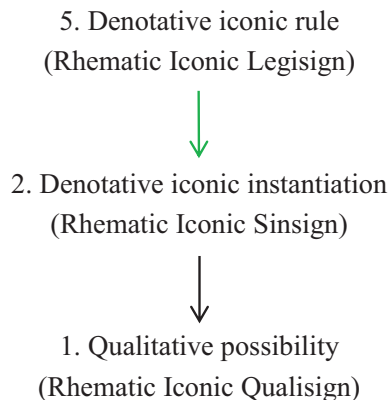 5. Denotative iconic rule
(Rhematic Iconic Legisign)
2. Denotative iconic instantiation
(Rhematic Iconic Sinsign)
1. Qualitative possibility
(Rhematic Iconic Qualisign)